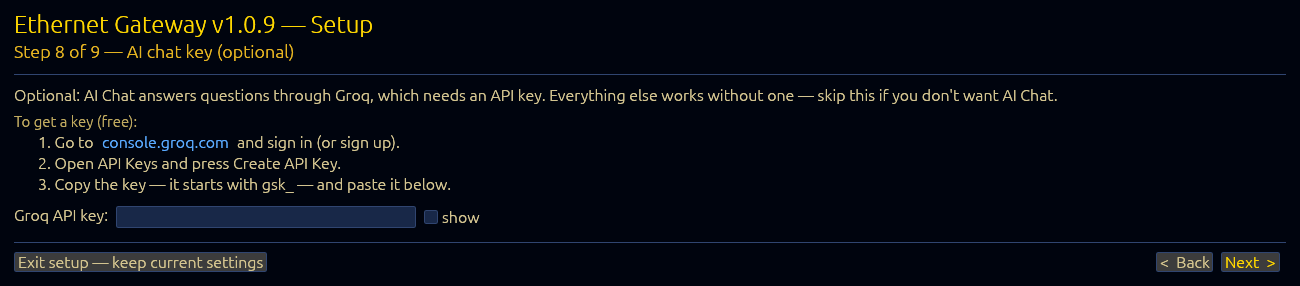 Ethernet Gateway v1.0.9 — Setup
Step 8 of 9 — AI chat key (optional)
Optional: AI Chat answers questions through Groq, which needs an API key. Everything else works without one — skip this if you don't want AI Chat.
To get a key (free):
1. Go to console.groq.com and sign in (or sign up).
2. Open API Keys and press Create API Key.
3. Copy the key — it starts with gsk_ — and paste it below.
Groq API key: show
Exit setup — keep current settings < Back Next >